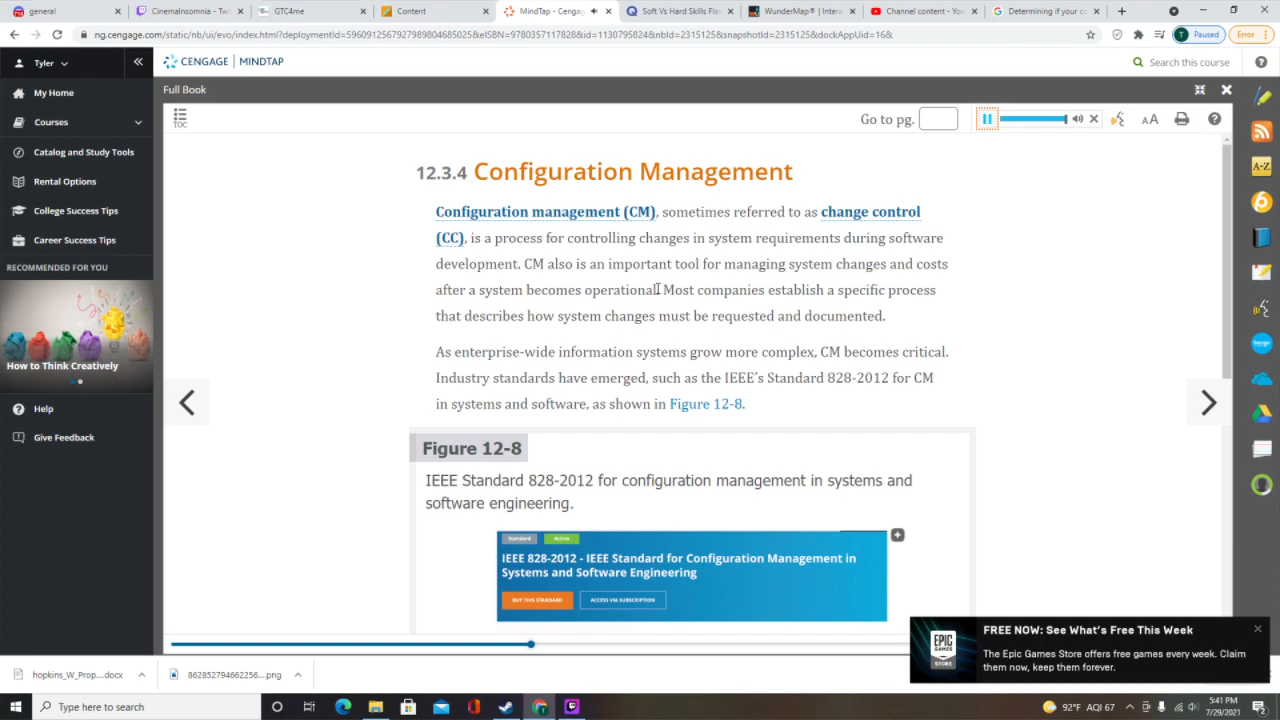 general
CinemaInsomnia - Twi
GTC4me
Content
MindTap - Cengag
Soft Vs Hard Skills Fles
WunderMap® | Intera
Channel content - You
Determining if your co
ng.cengage.com/static/nb/ui/evo/index.html?deploymentId=59609125679279898046850258&eISBN=9780357117828&id=1130795824&nbId=2315125&snapshotId=2315125&dockAppUid=16&
T
Paused
Error
Tyler
CENGAGE | MINDTAP
Search this course
My Home
Full Book
Courses
TOC
Go to pg.
AA
A-Z
Catalog and Study Tools
Rental Options
College Success Tips
Career Success Tips
RECOMMENDED FOR YOU
How to Think Creatively
Help
Give Feedback
12.3.4 Configuration Management
Configuration management (CM), sometimes referred to as change control
(CC), is a process for controlling changes in system requirements during software
development. CM also is an important tool for managing system changes and costs
after a system becomes operational. Most companies establish a specific process
that describes how system changes must be requested and documented.
As enterprise-wide information systems grow more complex, CM becomes critical.
Industry standards have emerged, such as the IEEE's Standard 828-2012 for CM
in systems and software, as shown in Figure 12-8.
Figure 12-8
IEEE Standard 828-2012 for configuration management in systems and
software engineering.
Standard Active
IEEE 828-2012 - IEEE Standard for Configuration Management in
Systems and Software Engineering
BUY THIS STANDARD ACCESS VIA SUBSCRIPTION
EPIC
GAMES
STORE
FREE NOW: See What's Free This Week
The Epic Games Store offers free games every week. Claim
them now, keep them forever.
hopkins_W_Prop....docx
862852794662256....png
Type here to search
92°F AQI 67
5:41 PM
7/29/2021
2